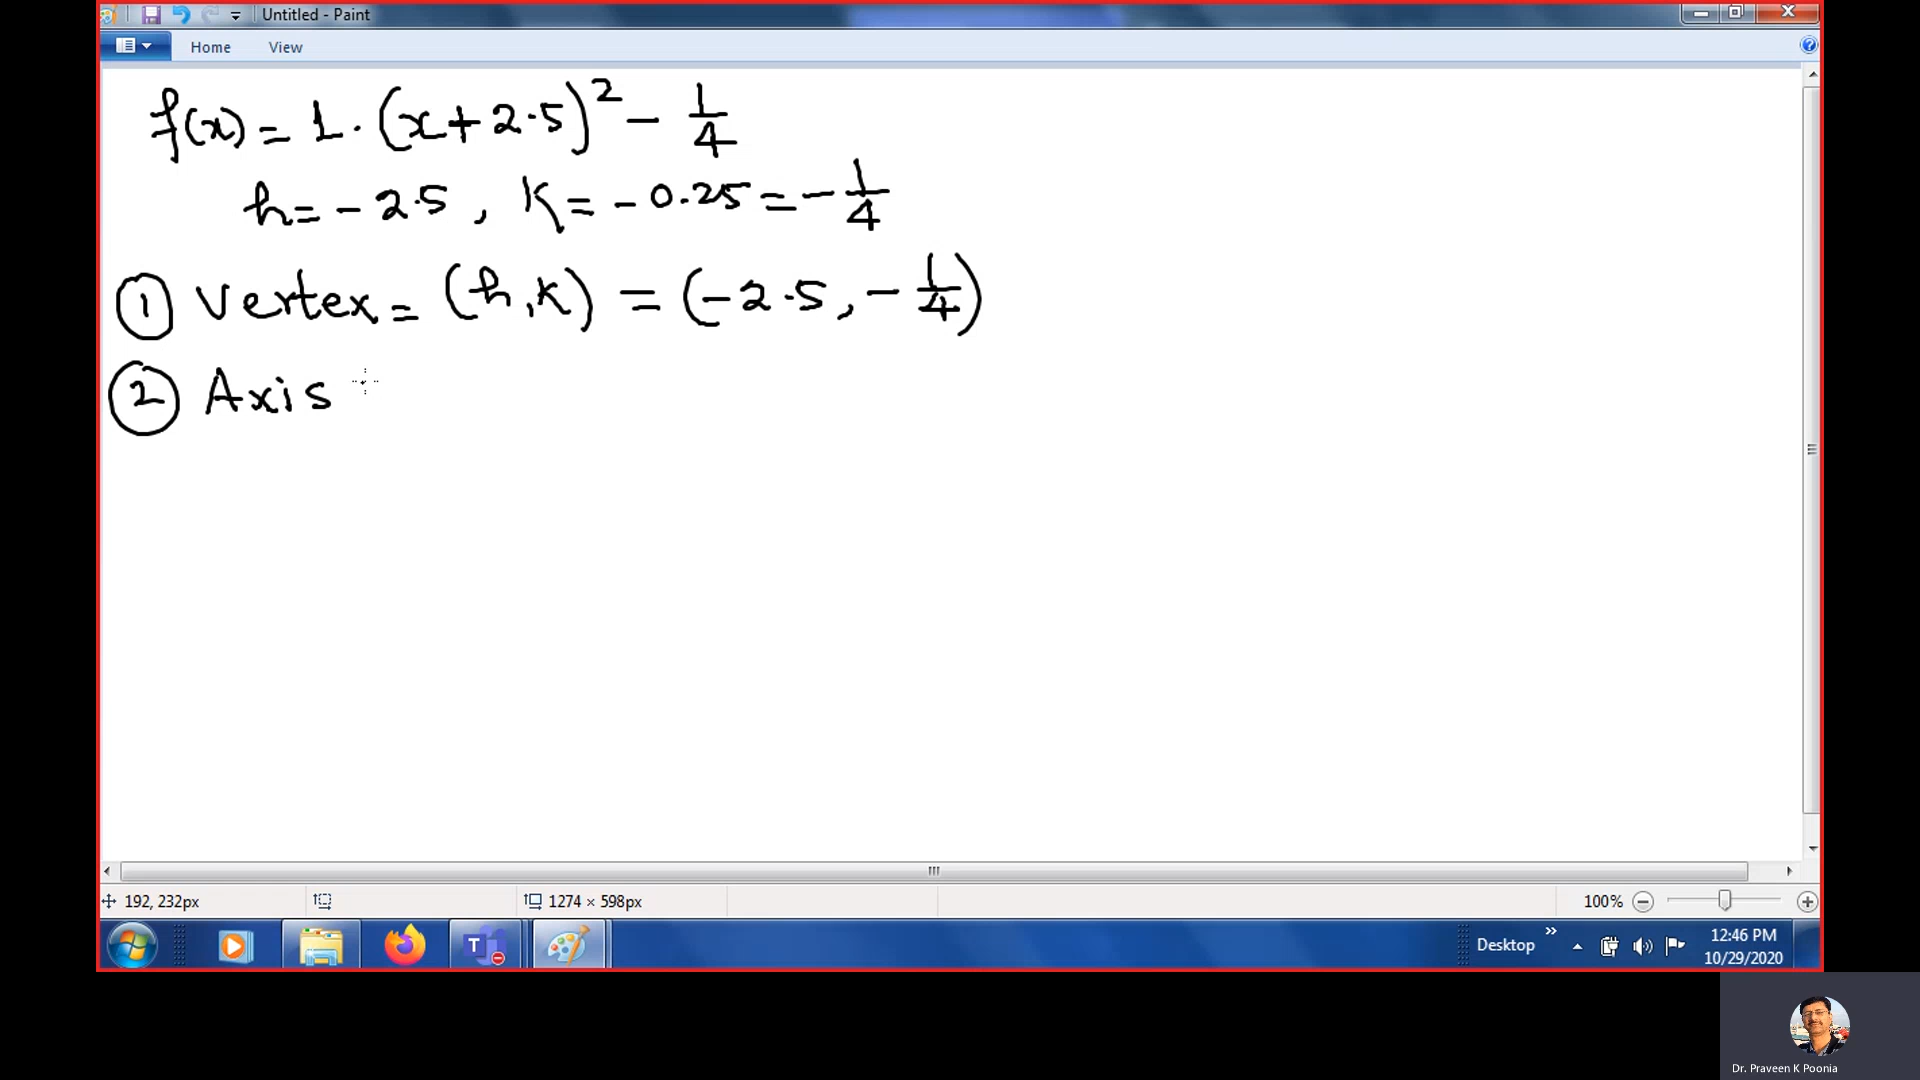 Untitled - Paint
Home View
f(x) = 1 · (x + 2.5)² - 1/4
h = - 2.5 , K = - 0.25 = - 1/4
① Vertex = (h, K) = (- 2.5, - 1/4)
② Axis
192, 232px 1274 × 598px 100%
T Desktop » 12:46 PM
10/29/2020
Dr. Praveen K Poonia